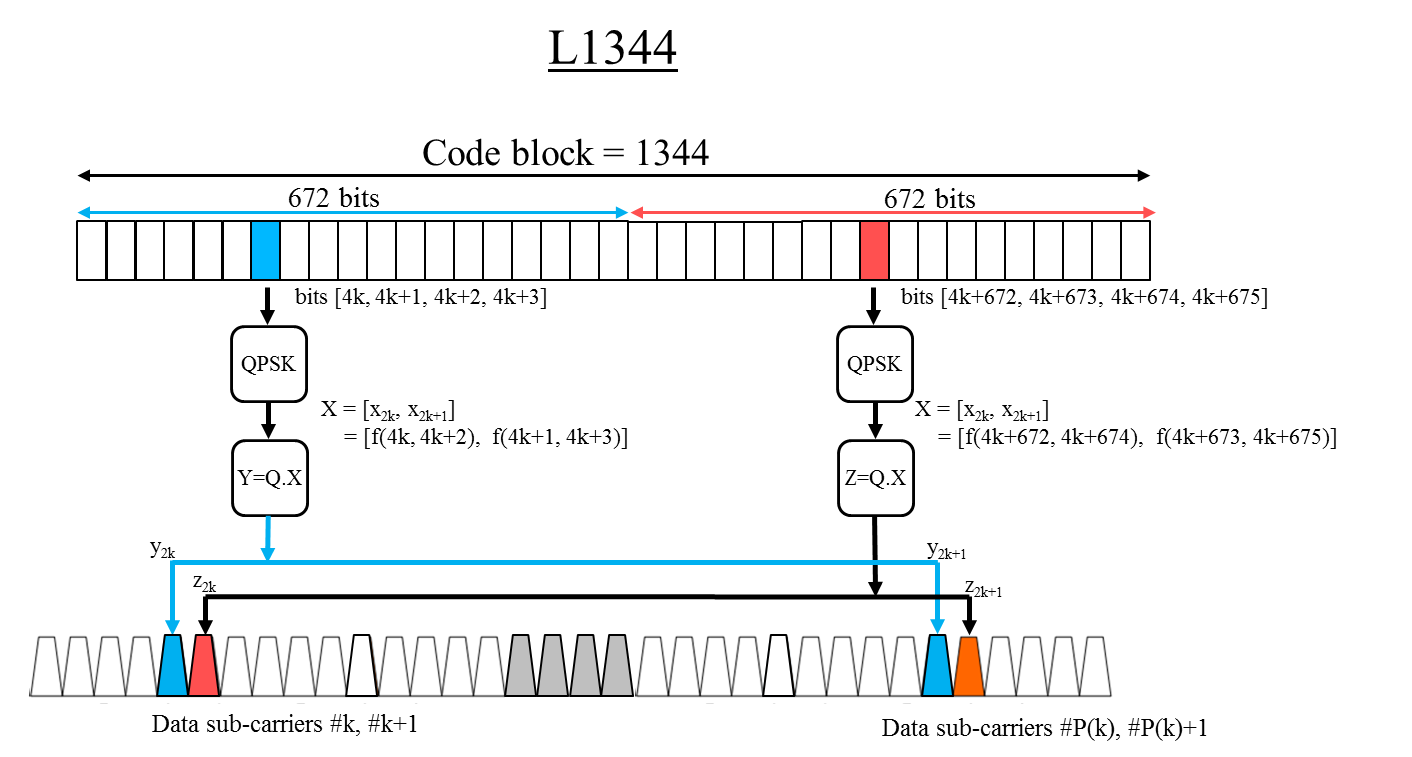 L1344
Code block = 1344
672 bits
672 bits
bits [4k, 4k+1, 4k+2, 4k+3]
bits [4k+672, 4k+673, 4k+674, 4k+675]
QPSK
QPSK
X = [x2k, x2k+1]
= [f(4k, 4k+2), f(4k+1, 4k+3)]
X = [x2k, x2k+1]
= [f(4k+672, 4k+674), f(4k+673, 4k+675)]
Y=Q.X
Z=Q.X
y2k
y2k+1
z2k
z2k+1
Data sub-carriers #k, #k+1
Data sub-carriers #P(k), #P(k)+1